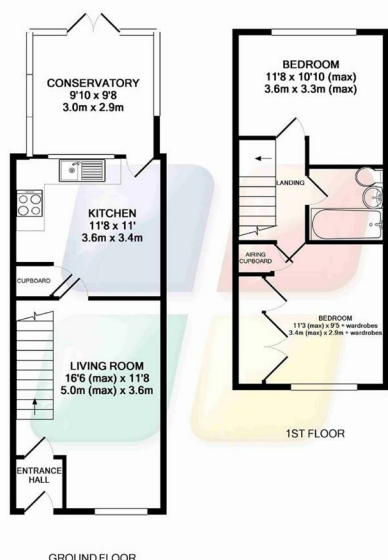 CONSERVATORY
9'10 x 9'8
3.0m x 2.9m
KITCHEN
11'8 x 11'
3.6m x 3.4m
CUPBOARD
LIVING ROOM
16'6 (max) x 11'8
5.0m (max) x 3.6m
ENTRANCE
HALL
GROUND FLOOR
BEDROOM
11'8 x 10'10 (max)
3.6m x 3.3m (max)
LANDING
AIRING
CUPBOARD
BEDROOM
11'3 (max) x 9'5 + wardrobes
3.4m (max) x 2.9m + wardrobes
1ST FLOOR